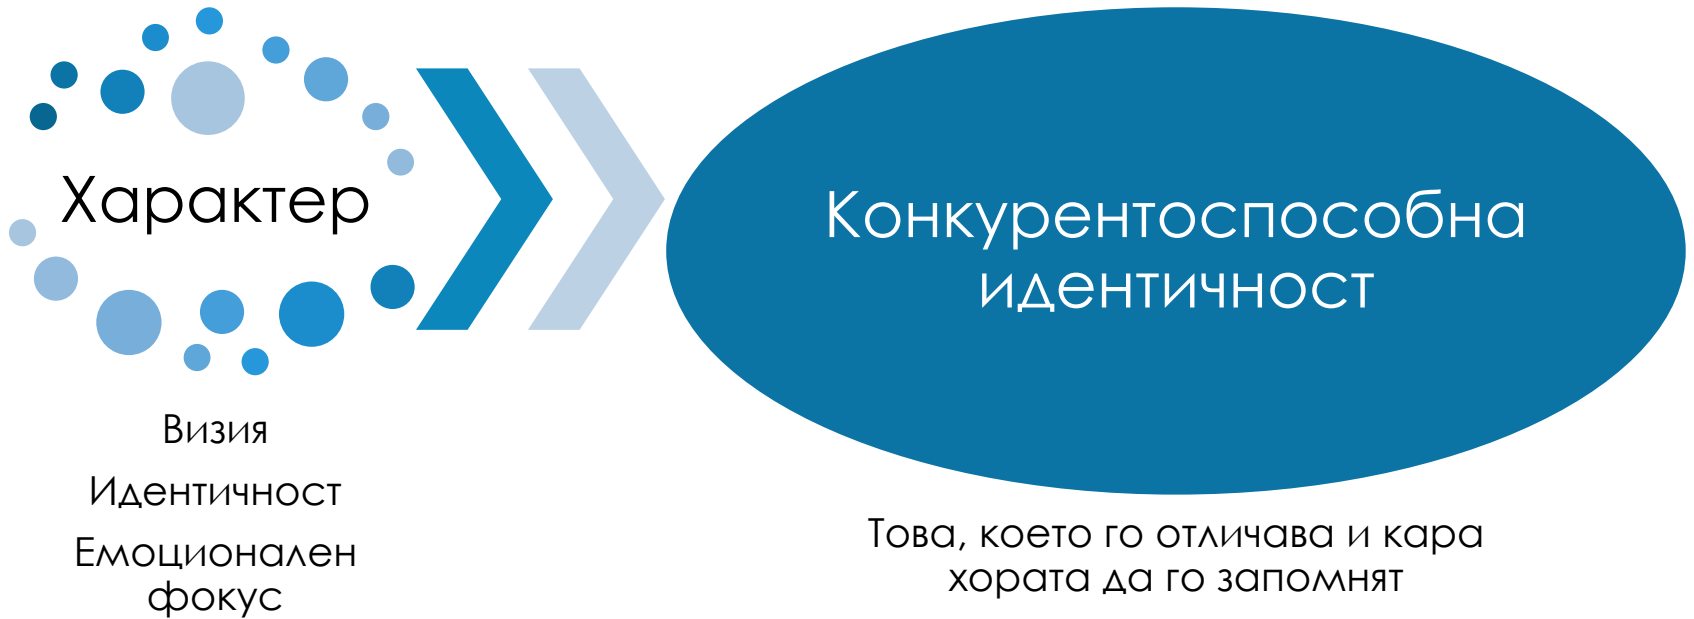 Характер
Визия
Идентичност
Емоционален
фокус
Конкурентоспособна
идентичност
Това, което го отличава и кара
хората да го запомнят